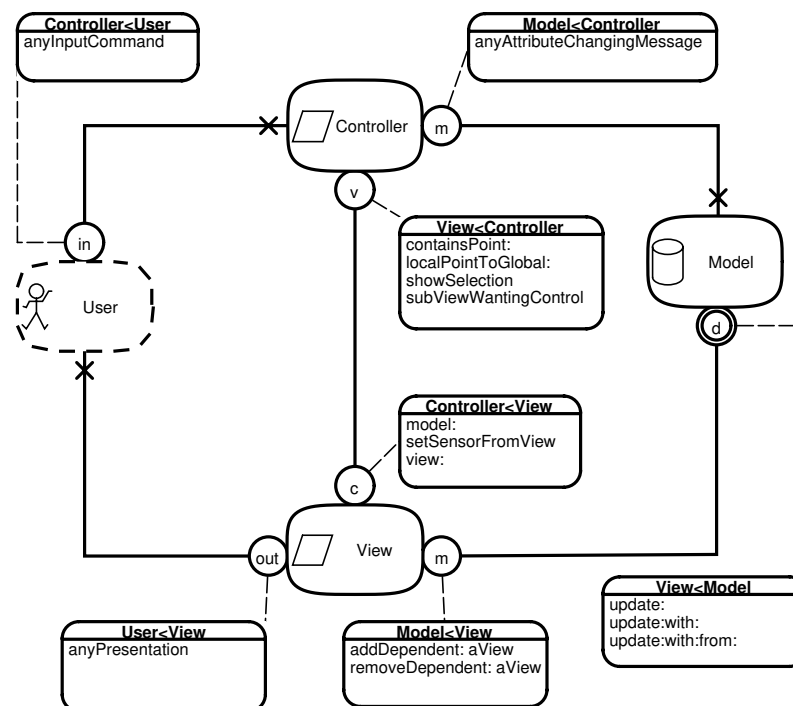 Controller<User
anyInputCommand
Model<Controller
anyAttributeChangingMessage
Controller
m
v
in
User
View<Controller
containsPoint:
localPointToGlobal:
showSelection
subViewWantingControl
Model
d
Controller<View
model:
setSensorFromView
view:
c
out
View
m
User<View
anyPresentation
Model<View
addDependent: aView
removeDependent: aView
View<Model
update:
update:with:
update:with:from: